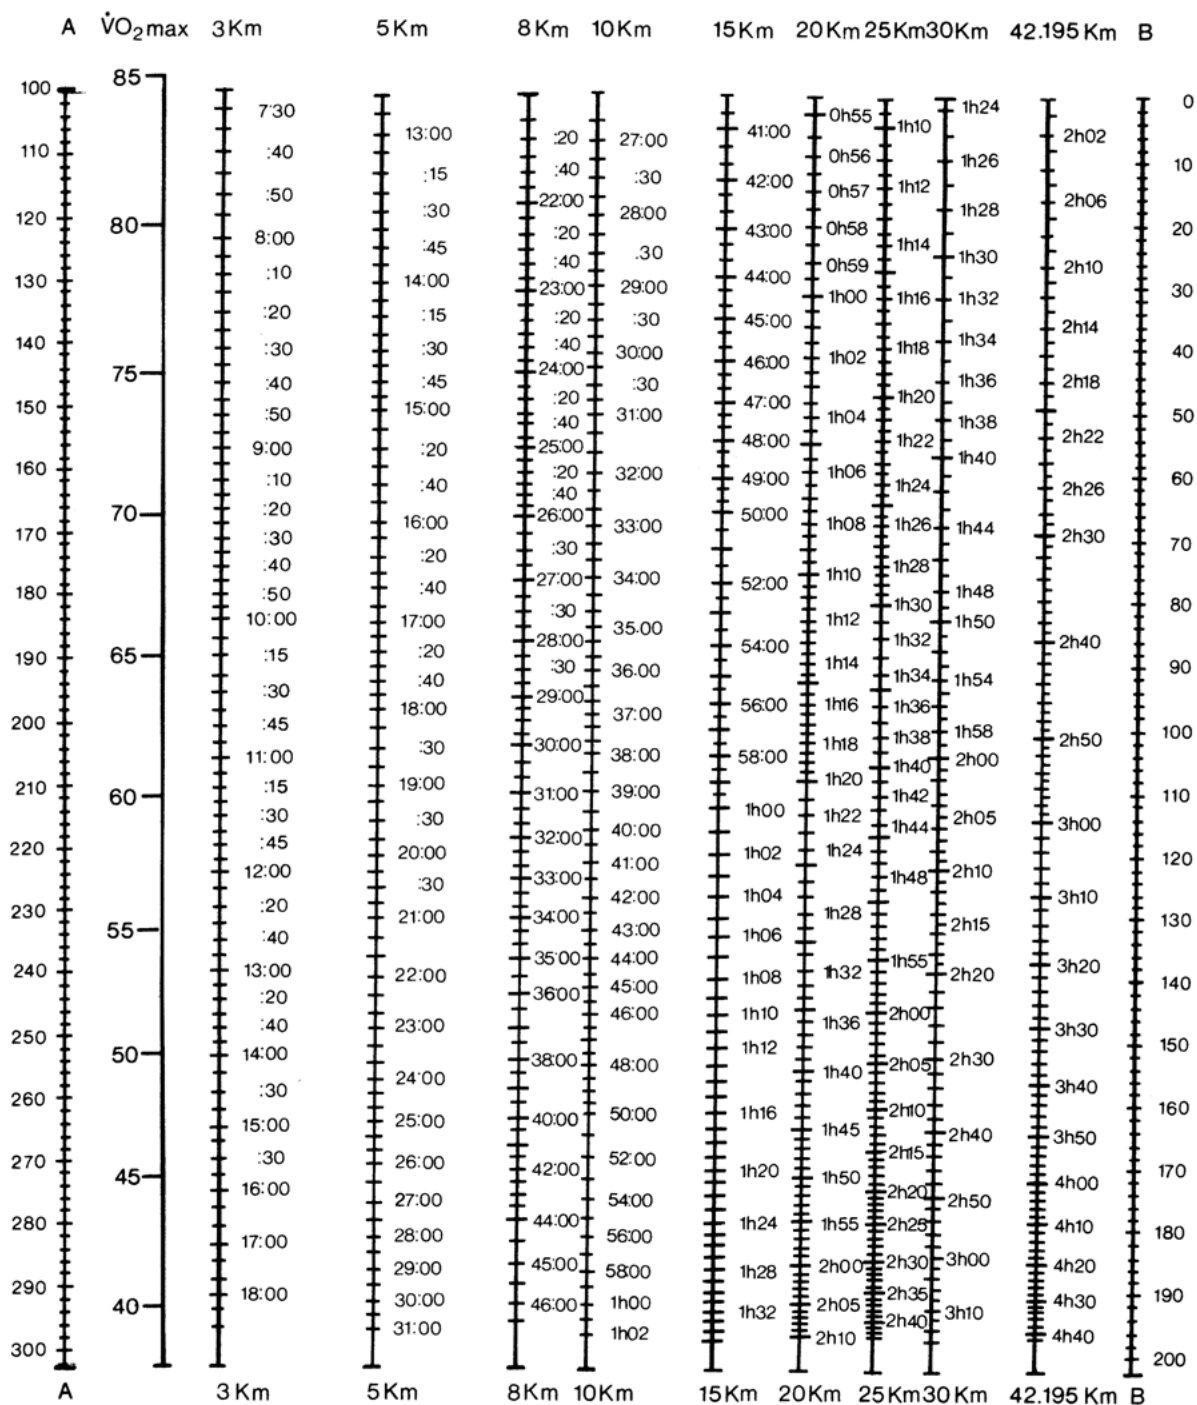 A V̇O₂max 3Km 5Km 8Km 10Km 15Km 20Km 25Km 30Km 42.195 Km B
100
110
120
130
140
150
160
170
180
190
200
210
220
230
240
250
260
270
280
290
300
85
80
75
70
65
60
55
50
45
40
7'30
:40
:50
8:00
:10
:20
:30
:40
:50
9:00
:10
:20
:30
:40
:50
10:00
:15
:30
:45
11:00
:15
:30
:45
12:00
:20
:40
13:00
:20
:40
14:00
:30
15:00
:30
16:00
17:00
18:00
13:00
:15
:30
:45
14:00
:15
:30
:45
15:00
:20
:40
16:00
:20
:40
17:00
:20
:40
18:00
:30
19:00
:30
20:00
:30
21:00
22:00
23:00
24:00
25:00
26:00
27:00
28:00
29:00
30:00
31:00
:20
:40
22:00
:20
:40
23:00
:20
:40
24:00
:20
:40
25:00
:20
:40
26:00
:30
27:00
:30
28:00
:30
29:00
30:00
31:00
32:00
33:00
34:00
35:00
36:00
38:00
40:00
42:00
44:00
45:00
46:00
27:00
:30
28:00
:30
29:00
:30
30:00
:30
31:00
32:00
33:00
34:00
35:00
36:00
37:00
38:00
39:00
40:00
41:00
42:00
43:00
44:00
45:00
46:00
48:00
50:00
52:00
54:00
56:00
58:00
1h00
1h02
41:00
42:00
43:00
44:00
45:00
46:00
47:00
48:00
49:00
50:00
52:00
54:00
56:00
58:00
1h00
1h02
1h04
1h06
1h08
1h10
1h12
1h16
1h20
1h24
1h28
1h32
0h55
0h56
0h57
0h58
0h59
1h00
1h02
1h04
1h06
1h08
1h10
1h12
1h14
1h16
1h18
1h20
1h22
1h24
1h28
1h32
1h36
1h40
1h45
1h50
1h55
2h00
2h05
2h10
1h10
1h12
1h14
1h16
1h18
1h20
1h22
1h24
1h26
1h28
1h30
1h32
1h34
1h36
1h38
1h40
1h42
1h44
1h48
1h55
2h00
2h05
2h10
2h15
2h20
2h25
2h30
2h35
2h40
1h24
1h26
1h28
1h30
1h32
1h34
1h36
1h38
1h40
1h44
1h48
1h50
1h54
1h58
2h00
2h05
2h10
2h15
2h20
2h30
2h40
2h50
3h00
3h10
2h02
2h06
2h10
2h14
2h18
2h22
2h26
2h30
2h40
2h50
3h00
3h10
3h20
3h30
3h40
3h50
4h00
4h10
4h20
4h30
4h40
0
10
20
30
40
50
60
70
80
90
100
110
120
130
140
150
160
170
180
190
200
A 3Km 5Km 8Km 10Km 15Km 20Km 25Km 30Km 42.195 Km B